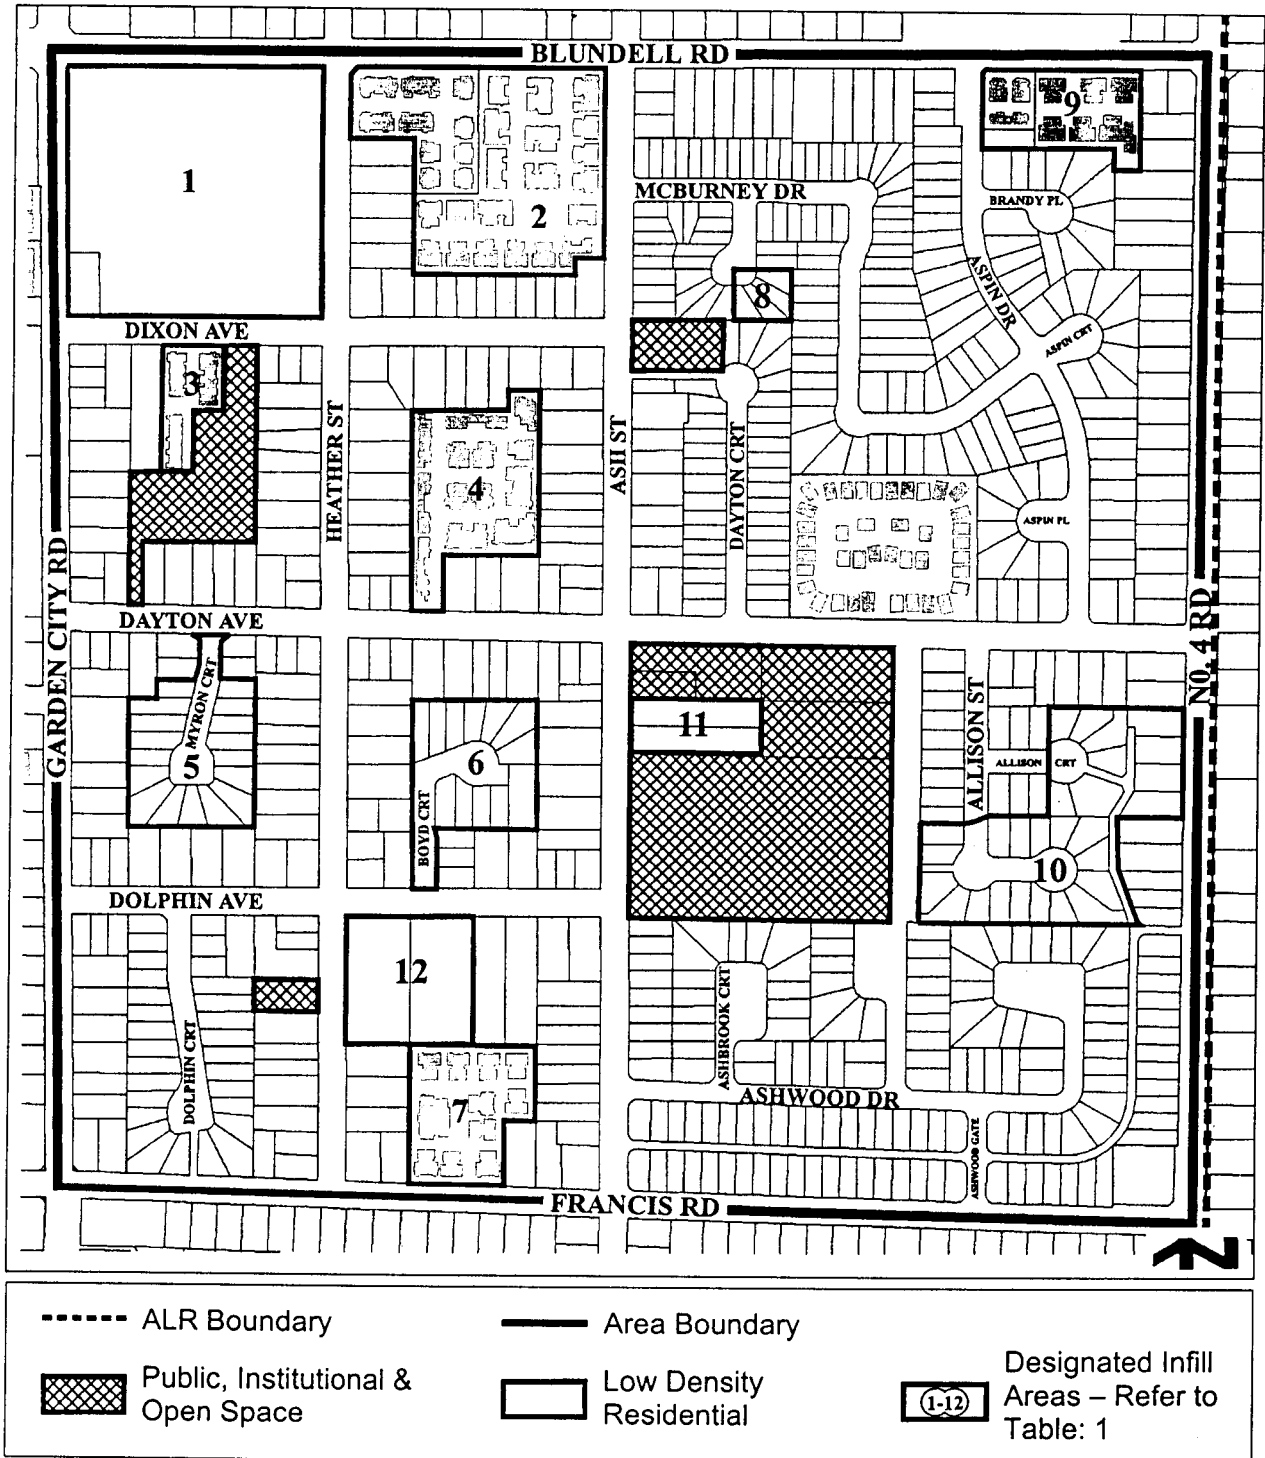 BLUNDELL RD
1
2
9
MCBURNEY DR
BRANDY PL
ASPIN DR
8
DIXON AVE
ASPIN CRT
3
HEATHER ST
ASH ST
4
DAYTON CRT
ASPIN PL
GARDEN CITY RD
NO. 4 RD
DAYTON AVE
MYRON CRT
5
6
BOYD CRT
11
ALLISON ST
ALLISON CRT
10
DOLPHIN AVE
12
DOLPHIN CRT
ASHBROOK CRT
7
ASHWOOD DR
ASHWOOD GATE
FRANCIS RD
N
ALR Boundary
Area Boundary
Public, Institutional &
Open Space
Low Density
Residential
1-12
Designated Infill
Areas – Refer to
Table: 1